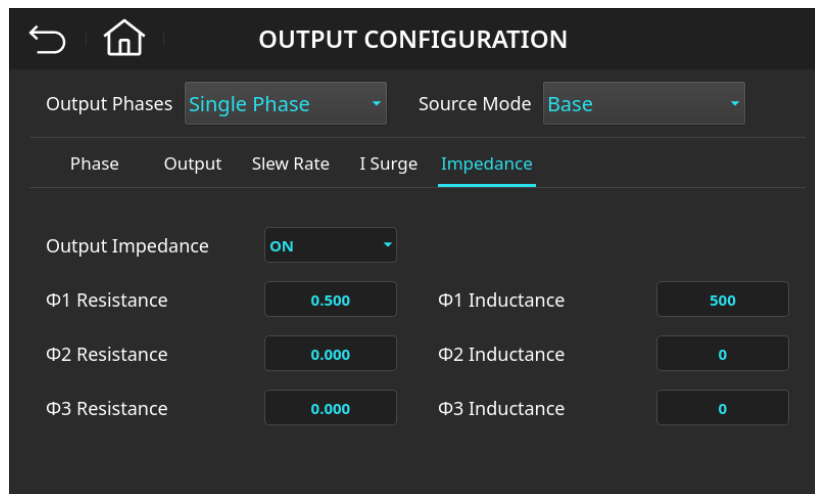 OUTPUT CONFIGURATION
Output Phases Single Phase Source Mode Base
Phase Output Slew Rate I Surge Impedance
Output Impedance ON
Φ1 Resistance 0.500 Φ1 Inductance 500
Φ2 Resistance 0.000 Φ2 Inductance 0
Φ3 Resistance 0.000 Φ3 Inductance 0